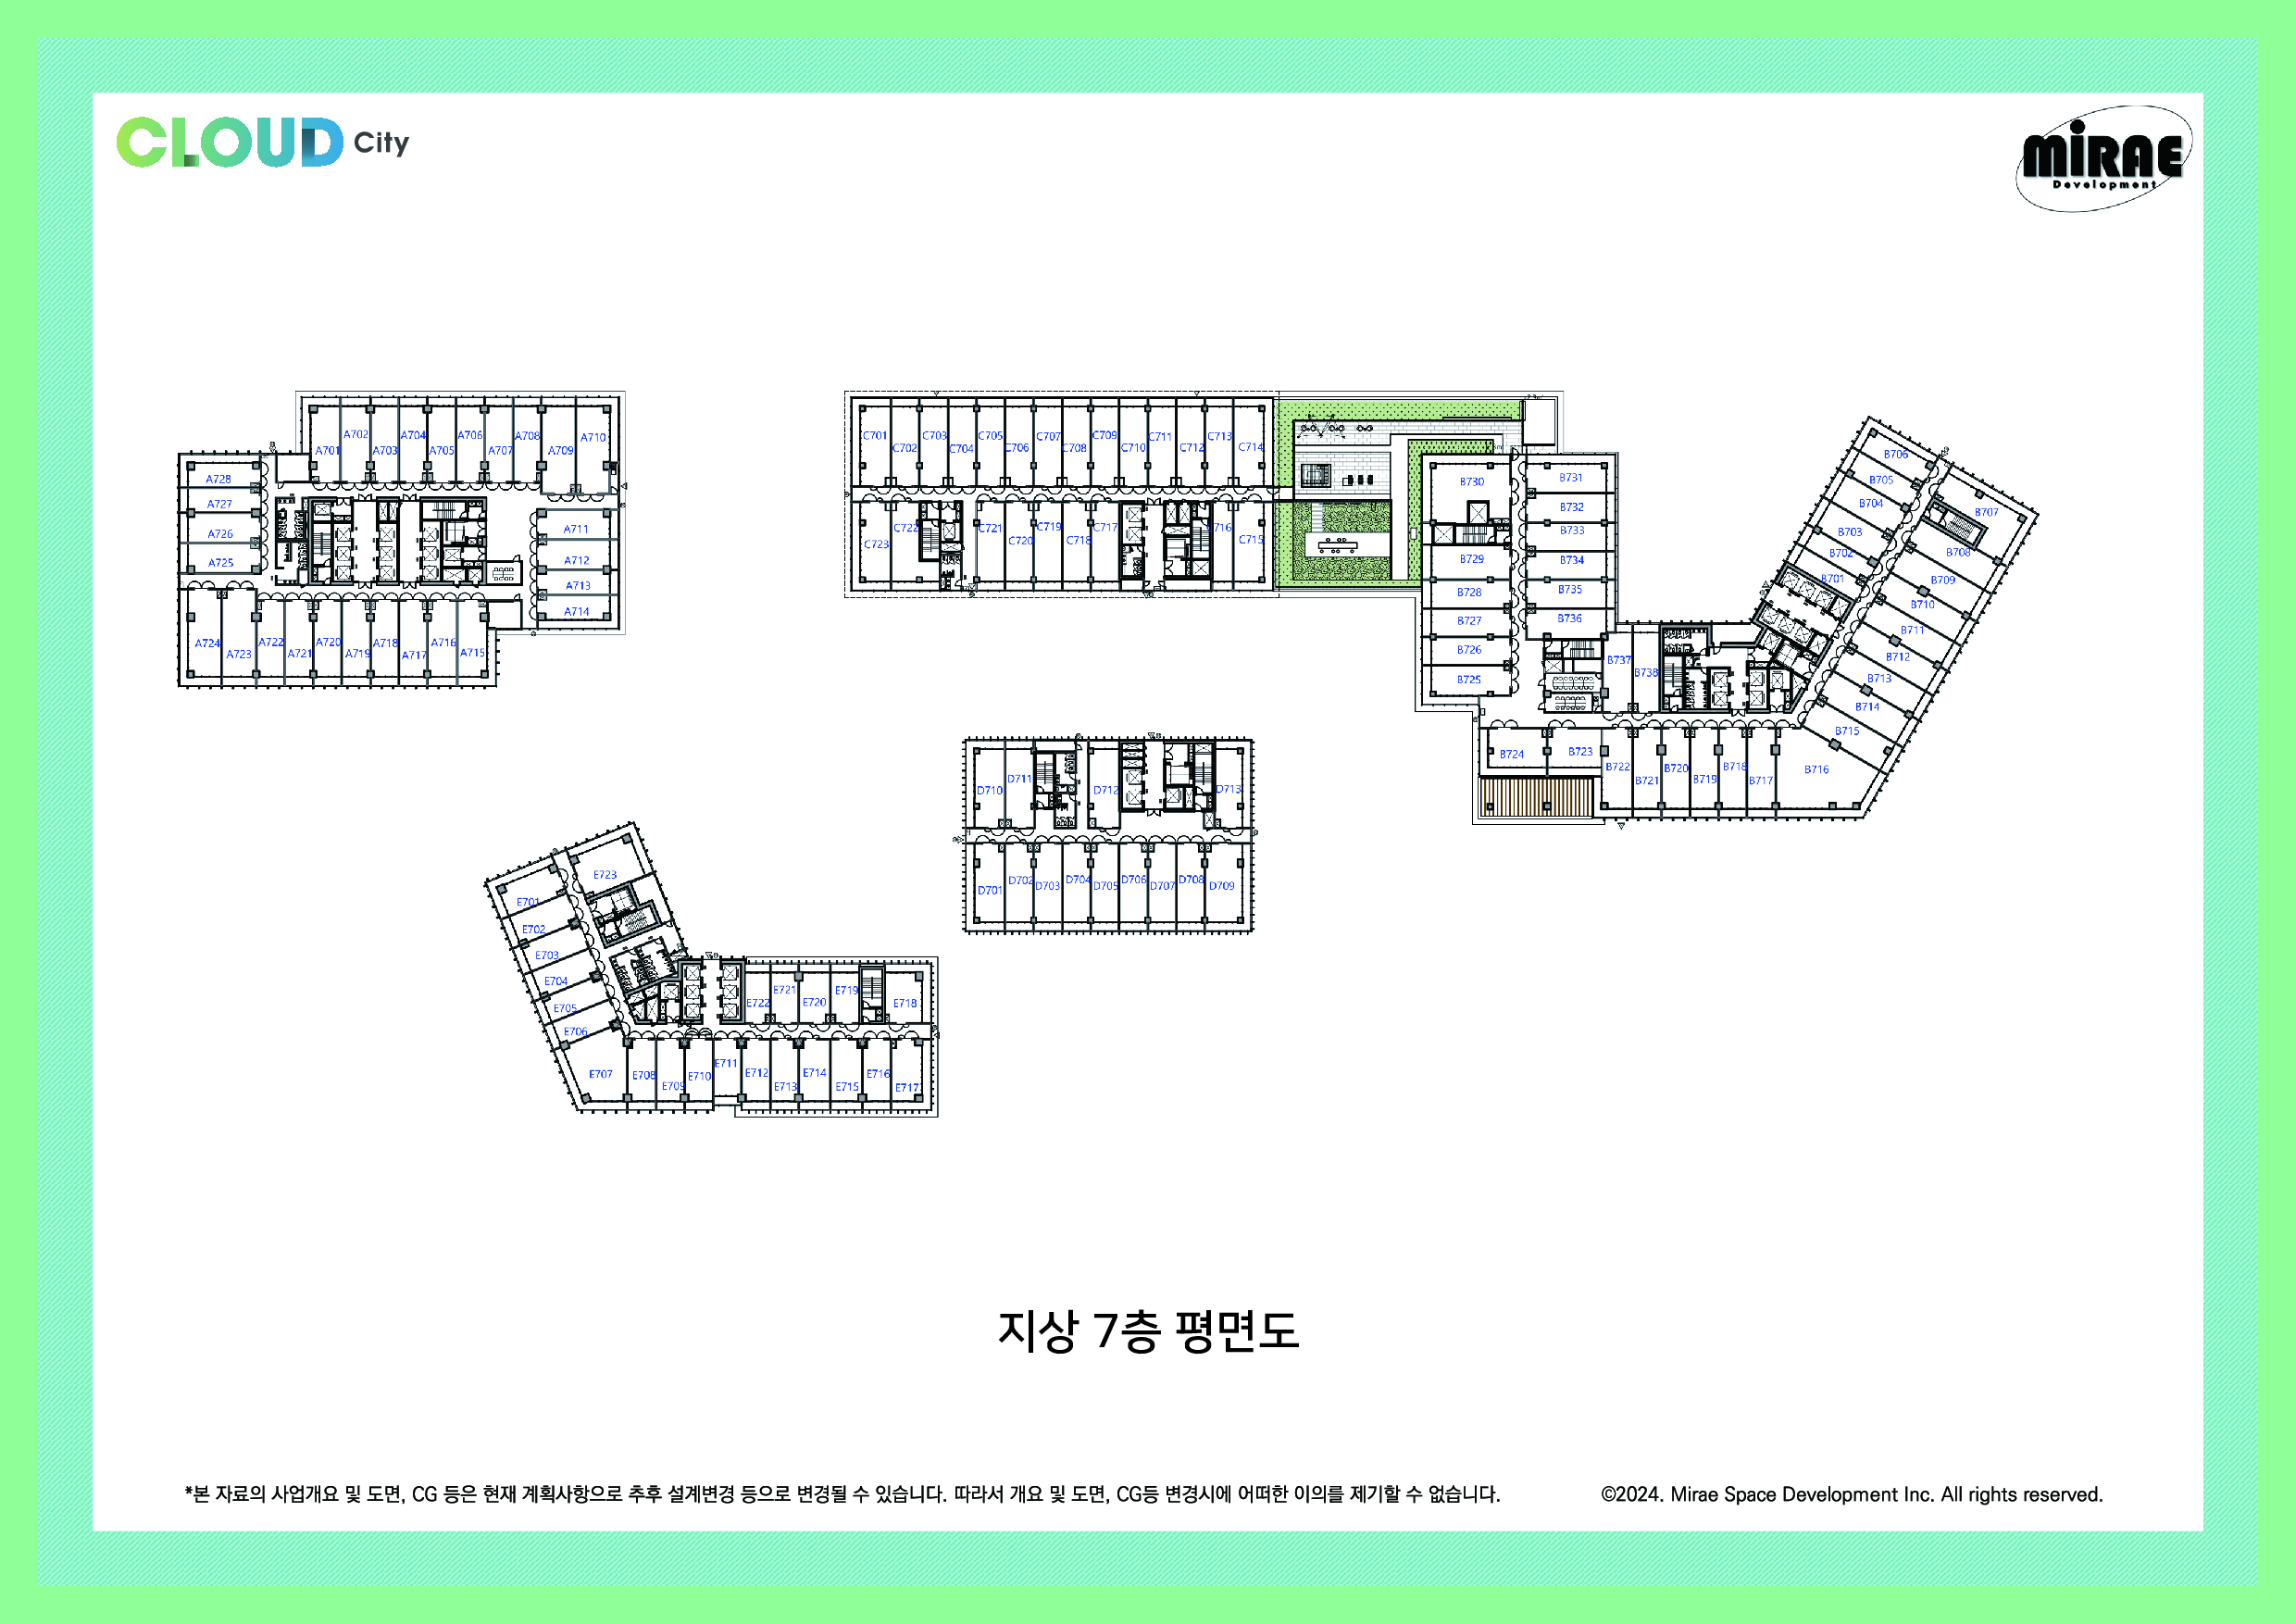 CLOUD City
MiRAE
Development
A701 A702 A703 A704 A705 A706 A707 A708 A709 A710
A728
A727
A726
A725
A711
A712
A713
A714
A724 A723 A722 A721 A720 A719 A718 A717 A716 A715
C701 C702 C703 C704 C705 C706 C707 C708 C709 C710 C711 C712 C713 C714
C723 C722 C721 C720 C719 C718 C717 C716 C715
B730
B729
B728
B727
B726
B725
B731
B732
B733
B734
B735
B736
B737 B738
B724 B723 B722 B721 B720 B719 B718 B717 B716
B706
B705
B704
B703
B702
B701
B707
B708
B709
B710
B711
B712
B713
B714
B715
D710 D711 D712 D713
D701 D702 D703 D704 D705 D706 D707 D708 D709
E723
E701
E702
E703
E704
E705
E706
E722 E721 E720 E719 E718
E707 E708 E709 E710 E711 E712 E713 E714 E715 E716 E717
지상 7층 평면도
*본 자료의 사업개요 및 도면, CG 등은 현재 계획사항으로 추후 설계변경 등으로 변경될 수 있습니다. 따라서 개요 및 도면, CG등 변경시에 어떠한 이의를 제기할 수 없습니다.
©2024. Mirae Space Development Inc. All rights reserved.